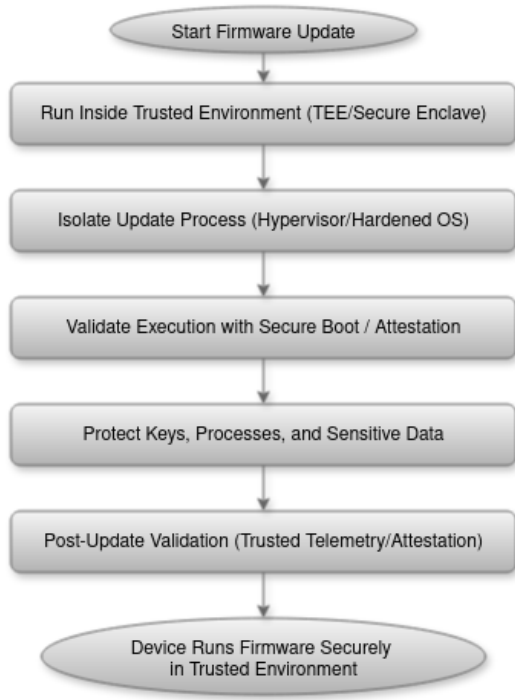 Start Firmware Update
Run Inside Trusted Environment (TEE/Secure Enclave)
Isolate Update Process (Hypervisor/Hardened OS)
Validate Execution with Secure Boot / Attestation
Protect Keys, Processes, and Sensitive Data
Post-Update Validation (Trusted Telemetry/Attestation)
Device Runs Firmware Securely
in Trusted Environment